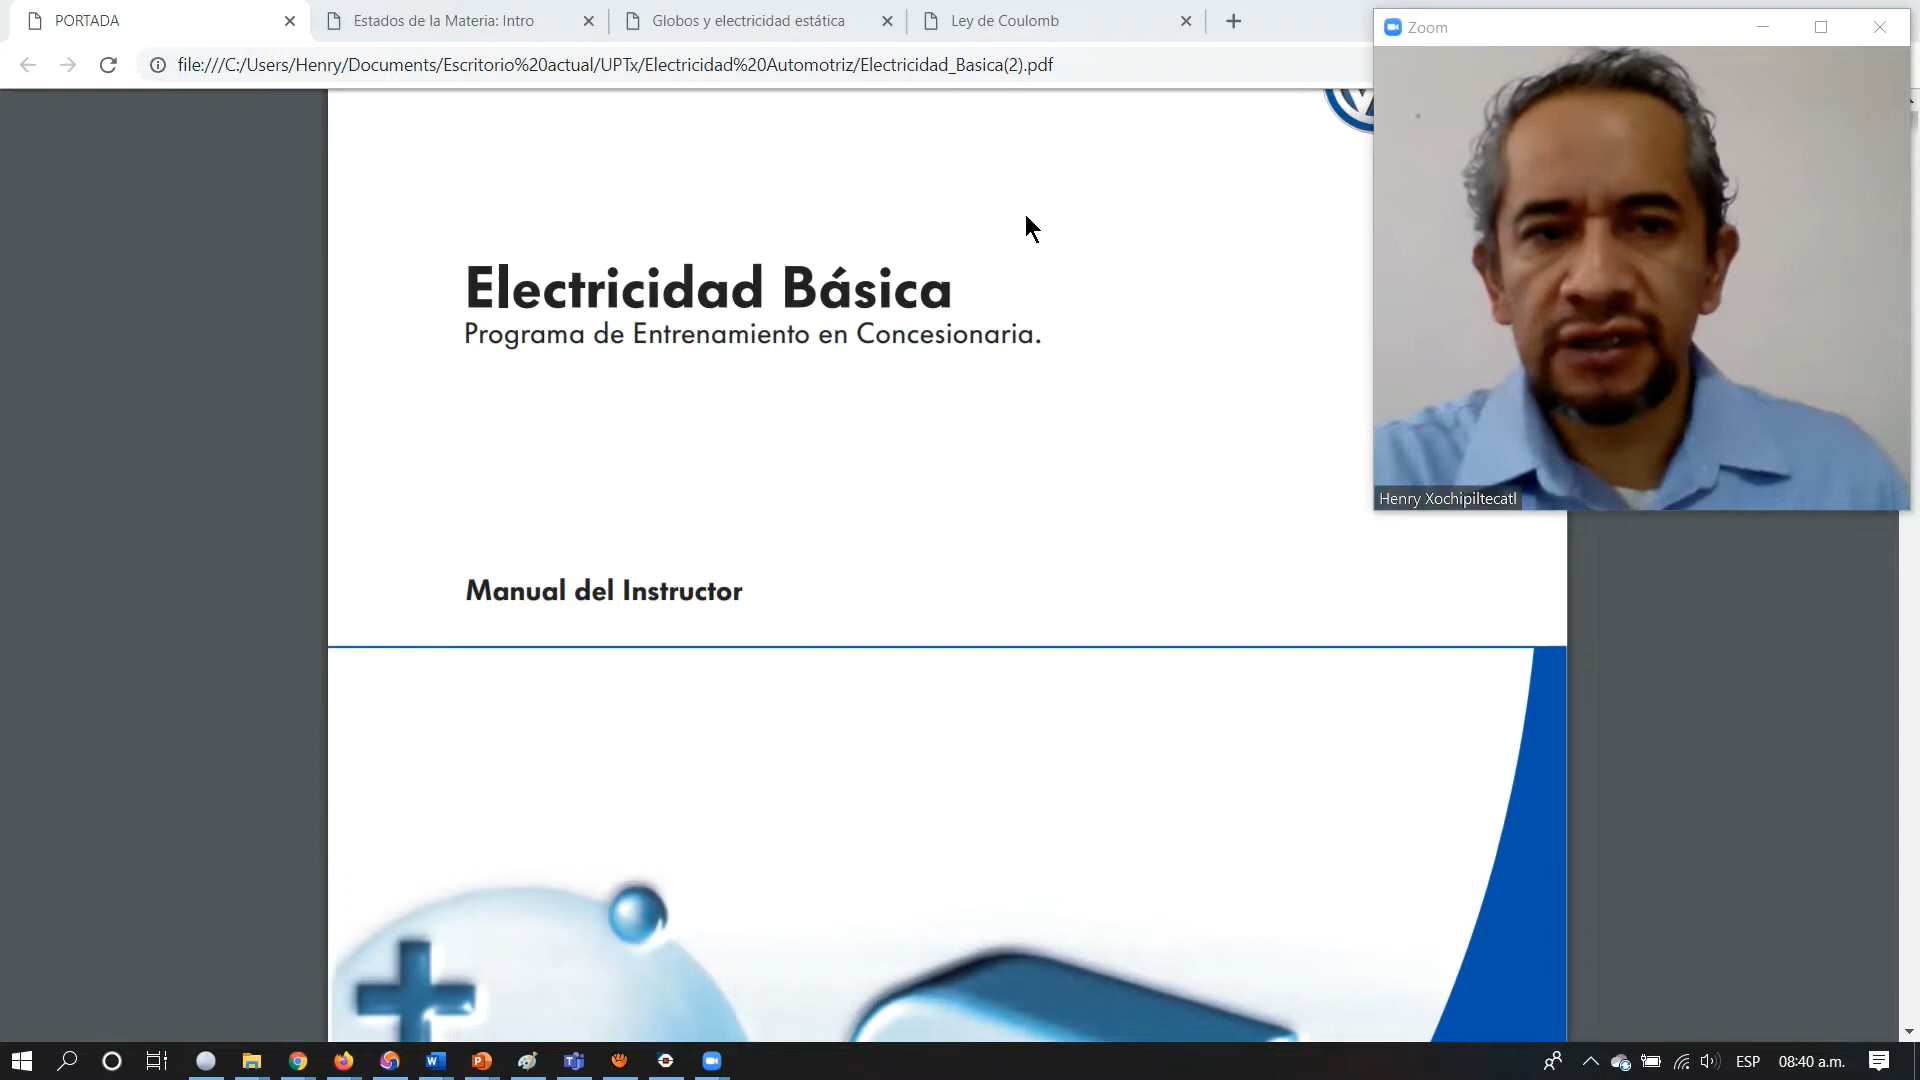 PORTADA
Estados de la Materia: Intro
Globos y electricidad estática
Ley de Coulomb
Zoom
file:///C:/Users/Henry/Documents/Escritorio%20actual/UPTx/Electricidad%20Automotriz/Electricidad_Basica(2).pdf
Electricidad Básica
Programa de Entrenamiento en Concesionaria.
Henry Xochipiltecatl
Manual del Instructor
ESP
08:40 a.m.